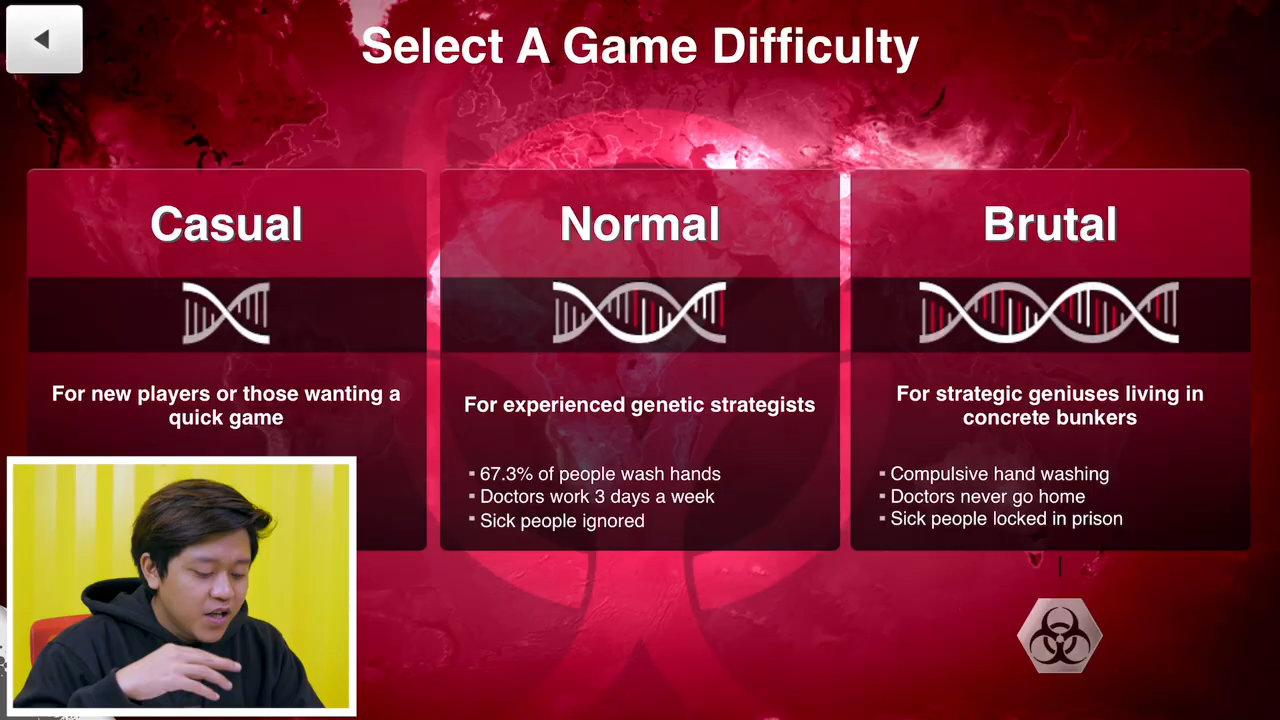 Select A Game Difficulty
Casual
For new players or those wanting a
quick game
Normal
For experienced genetic strategists
▪ 67.3% of people wash hands
▪ Doctors work 3 days a week
▪ Sick people ignored
Brutal
For strategic geniuses living in
concrete bunkers
▪ Compulsive hand washing
▪ Doctors never go home
▪ Sick people locked in prison